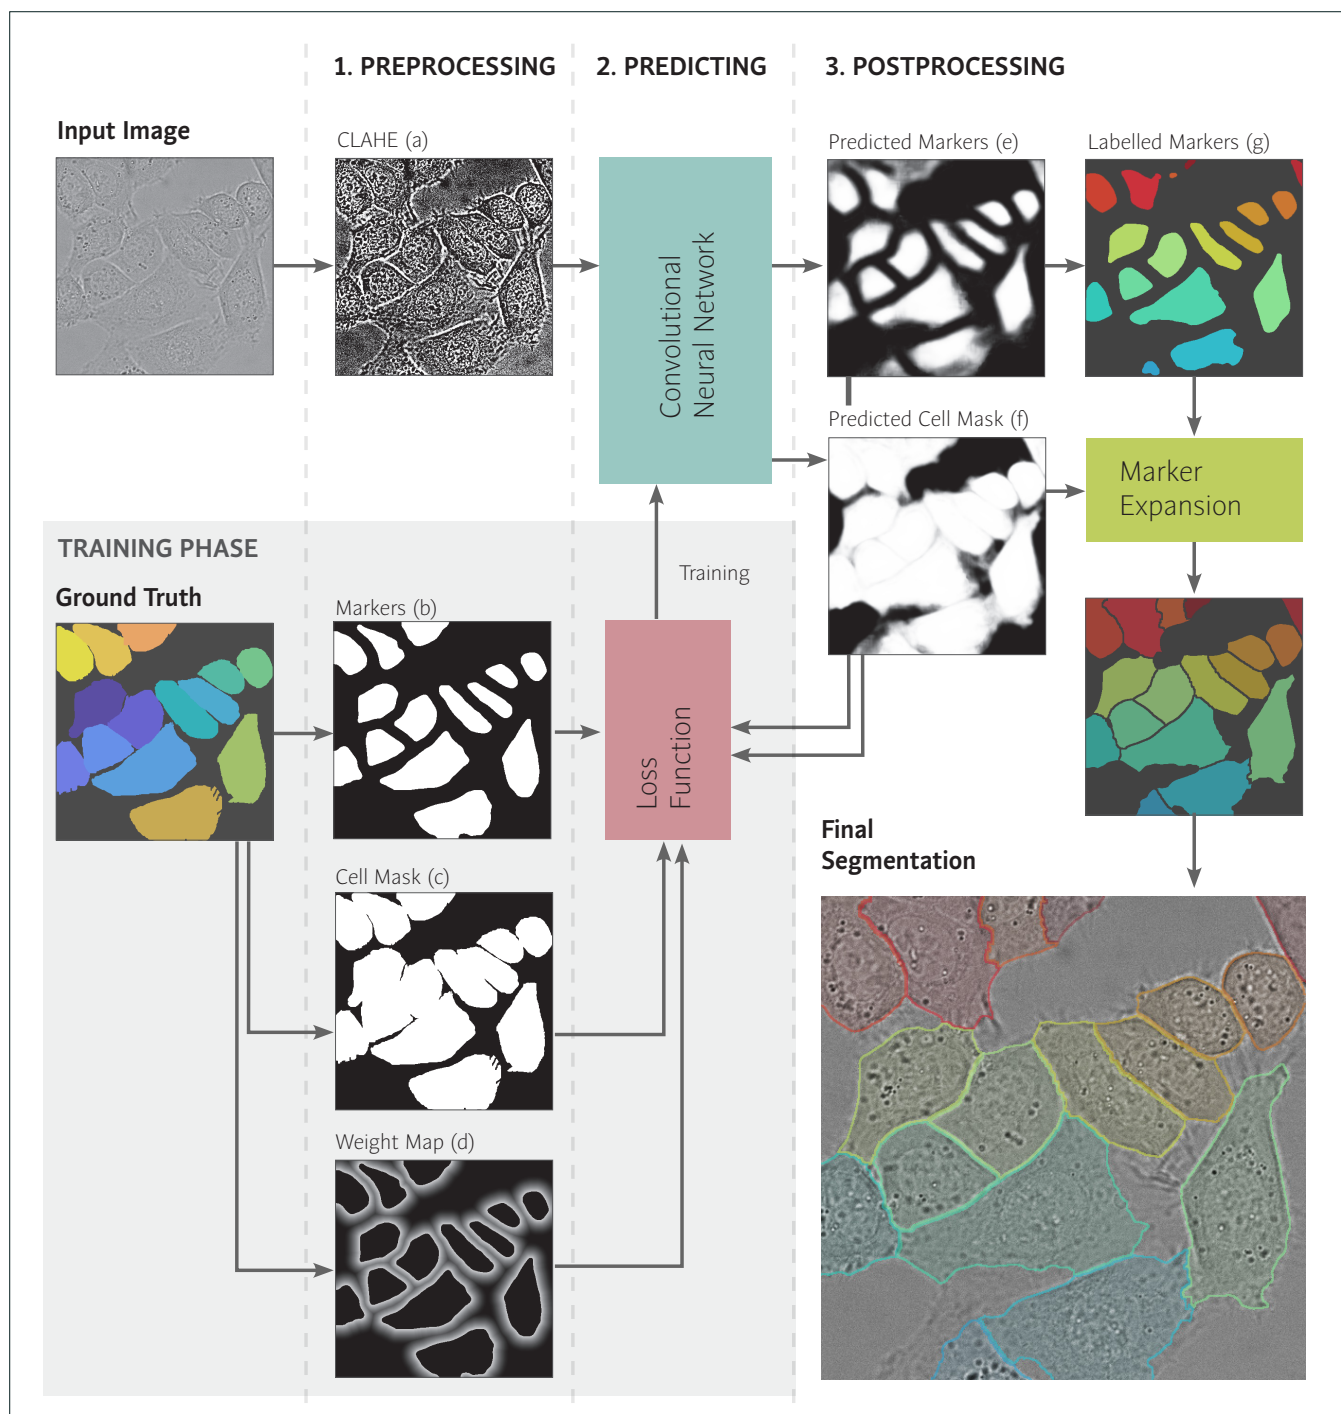 1. PREPROCESSING
2. PREDICTING
3. POSTPROCESSING
Input Image
CLAHE (a)
Convolutional
Neural Network
Predicted Markers (e)
Labelled Markers (g)
Predicted Cell Mask (f)
Marker
Expansion
TRAINING PHASE
Ground Truth
Markers (b)
Training
Loss
Function
Cell Mask (c)
Weight Map (d)
Final
Segmentation